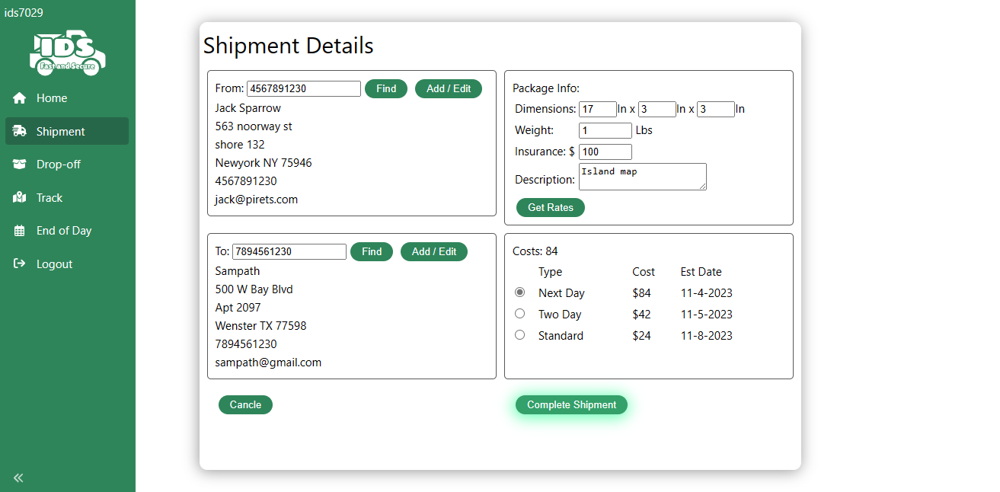 ids7029
IDS
Fast and Secure
Home
Shipment
Drop-off
Track
End of Day
Logout
Shipment Details
From: 4567891230 Find Add / Edit
Jack Sparrow
563 noorway st
shore 132
Newyork NY 75946
4567891230
jack@pirets.com
Package Info:
Dimensions: 17 In x 3 In x 3 In
Weight: 1 Lbs
Insurance: $ 100
Description: Island map
Get Rates
To: 7894561230 Find Add / Edit
Sampath
500 W Bay Blvd
Apt 2097
Wenster TX 77598
7894561230
sampath@gmail.com
Costs: 84
Type Cost Est Date
Next Day $84 11-4-2023
Two Day $42 11-5-2023
Standard $24 11-8-2023
Cancle
Complete Shipment